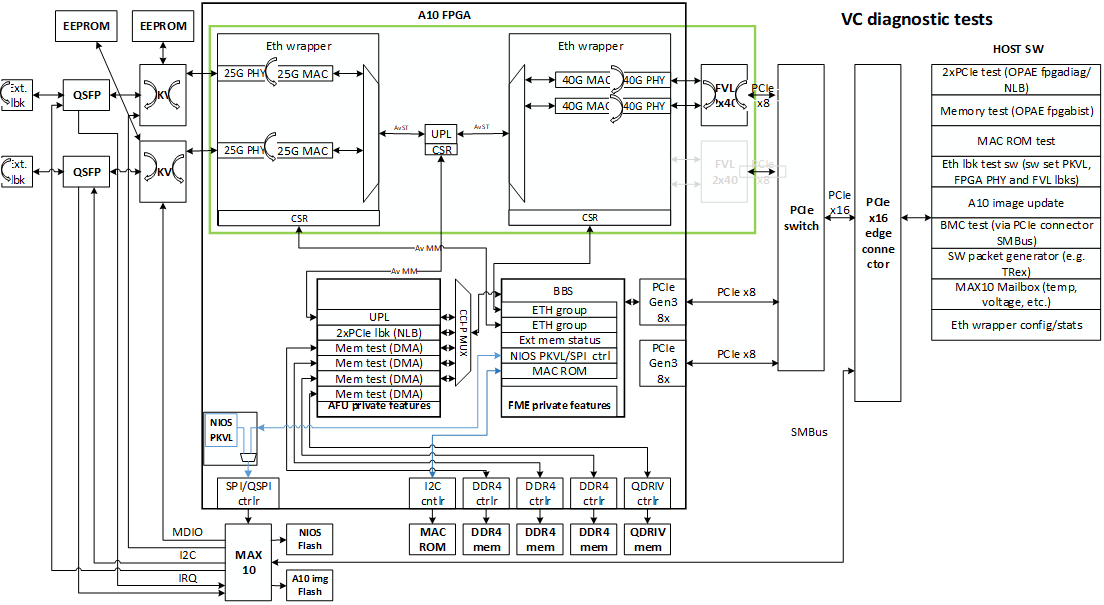 VC diagnostic tests
A10 FPGA
HOST SW
EEPROM
EEPROM
Eth wrapper
Eth wrapper
25G PHY
25G MAC
40G MAC
40G PHY
40G MAC
40G PHY
25G PHY
25G MAC
QSFP
QSFP
lbk
lbk
AvST
AvST
UPL
CSR
CSR
CSR
FVL
PCIe
x8
FVL
2x40
PCIe
x8
PCIe
switch
PCIe
x16
PCIe
x16
edge
conne
ctor
2xPCIe test (OPAE fpgadiag/
NLB)
Memory test (OPAE fpgabist)
MAC ROM test
Eth lbk test sw (sw set PKVL,
FPGA PHY and FVL lbks)
A10 image update
BMC test (via PCIe connector
SMBus)
SW packet generator (e.g.
TRex)
MAX10 Mailbox (temp,
voltage, etc.)
Eth wrapper config/stats
Av MM
Av MM
UPL
2xPCIe lbk (NLB)
Mem test (DMA)
Mem test (DMA)
Mem test (DMA)
Mem test (DMA)
AFU private features
CCI-P MUX
BBS
ETH group
ETH group
Ext mem status
NIOS PKVL/SPI ctrl
MAC ROM
FME private features
PCIe
Gen3
8x
PCIe x8
PCIe
Gen3
8x
PCIe x8
SMBus
NIOS
PKVL
SPI/QSPI
ctrlr
I2C
cntlr
DDR4
ctrlr
DDR4
ctrlr
DDR4
ctrlr
QDRIV
ctrlr
MAC
ROM
DDR4
mem
DDR4
mem
DDR4
mem
QDRIV
mem
MDIO
I2C
IRQ
MAX
10
NIOS
Flash
A10 img
Flash